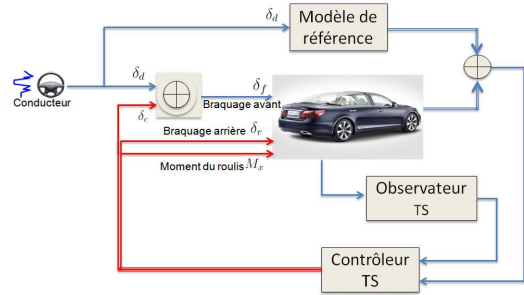 δd
Modèle de
référence
Conducteur
δd
δf
Braquage avant
δc
Braquage arrière δr
Moment du roulis Mx
Observateur
TS
Contrôleur
TS